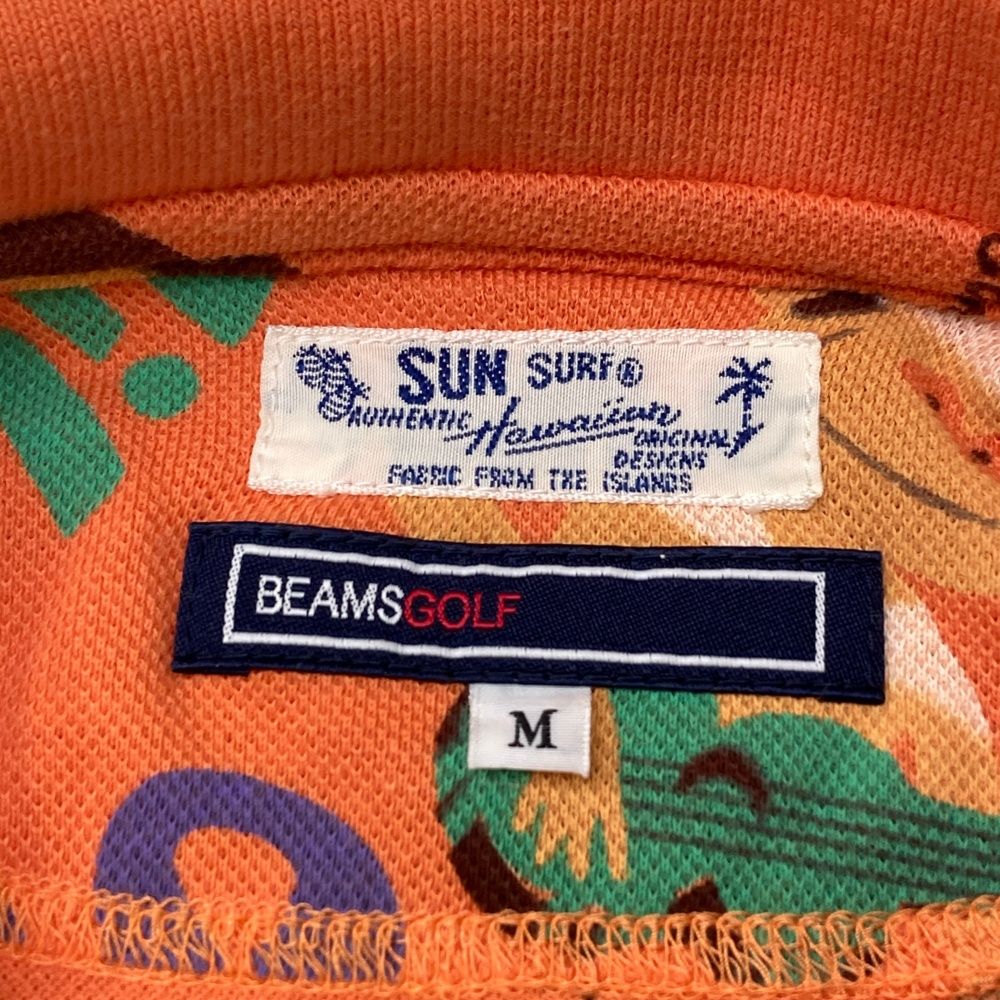 SUN SURF®
AUTHENTIC Hawaiian ORIGINAL
DESIGNS
FABRIC FROM THE ISLANDS
BEAMSGOLF
M